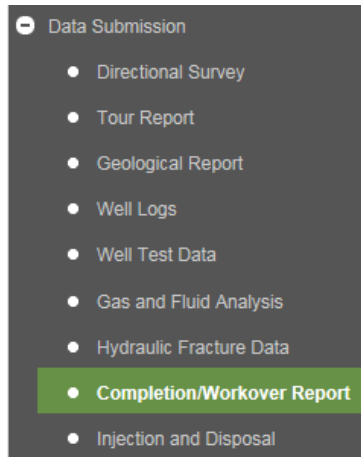 Data Submission
Directional Survey
Tour Report
Geological Report
Well Logs
Well Test Data
Gas and Fluid Analysis
Hydraulic Fracture Data
Completion/Workover Report
Injection and Disposal